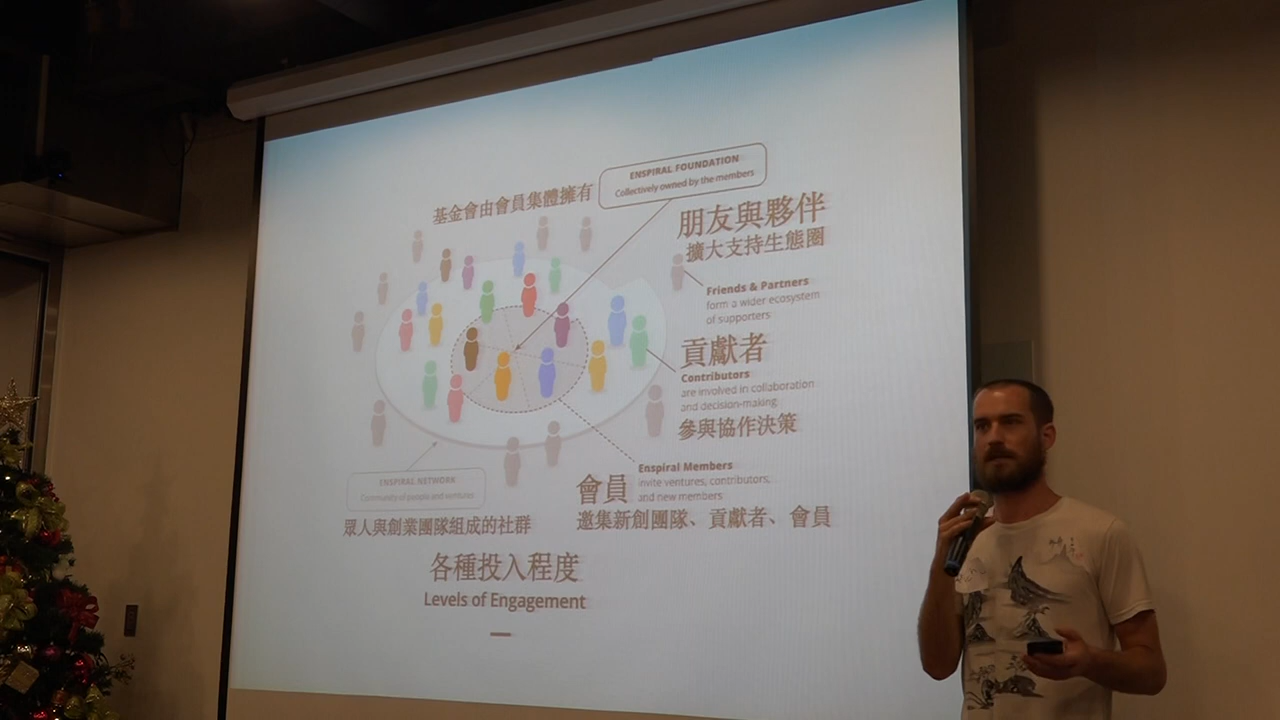 ENSPIRAL FOUNDATION
Collectively owned by the members
基金會由會員集體擁有
朋友與夥伴
擴大支持生態圈
Friends & Partners
form a wider ecosystem
of supporters
貢獻者
Contributors
are involved in collaboration
and decision-making
參與協作決策
Enspiral Members
會員
invite ventures, contributors,
and new members
邀集新創團隊、貢獻者、會員
ENSPIRAL NETWORK
Community of people and ventures
眾人與創業團隊組成的社群
各種投入程度
Levels of Engagement